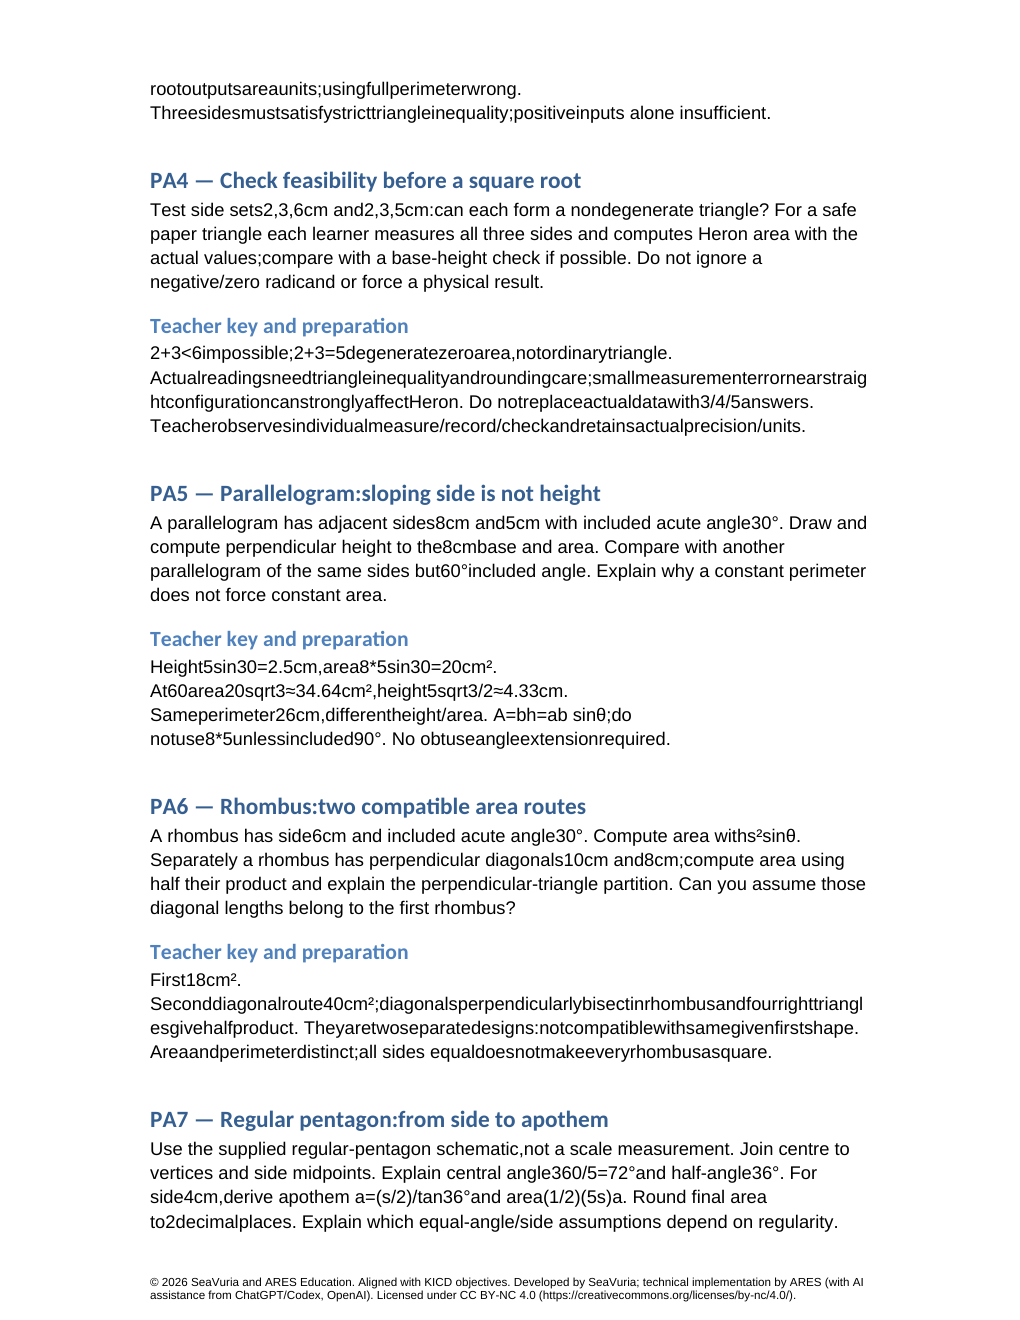 rootoutputsareaunits;usingfullperimeterwrong.
Threesidesmustsatisfystricttriangleinequality;positiveinputs alone insufficient.
PA4 — Check feasibility before a square root
Test side sets2,3,6cm and2,3,5cm:can each form a nondegenerate triangle? For a safe
paper triangle each learner measures all three sides and computes Heron area with the
actual values;compare with a base-height check if possible. Do not ignore a
negative/zero radicand or force a physical result.
Teacher key and preparation
2+3<6impossible;2+3=5degeneratezeroarea,notordinarytriangle.
Actualreadingsneedtriangleinequalityandroundingcare;smallmeasurementerrornearstraig
htconfigurationcanstronglyaffectHeron. Do notreplaceactualdatawith3/4/5answers.
Teacherobservesindividualmeasure/record/checkandretainsactualprecision/units.
PA5 — Parallelogram:sloping side is not height
A parallelogram has adjacent sides8cm and5cm with included acute angle30°. Draw and
compute perpendicular height to the8cmbase and area. Compare with another
parallelogram of the same sides but60°included angle. Explain why a constant perimeter
does not force constant area.
Teacher key and preparation
Height5sin30=2.5cm,area8*5sin30=20cm².
At60area20sqrt3≈34.64cm²,height5sqrt3/2≈4.33cm.
Sameperimeter26cm,differentheight/area. A=bh=ab sinθ;do
notuse8*5unlessincluded90°. No obtuseangleextensionrequired.
PA6 — Rhombus:two compatible area routes
A rhombus has side6cm and included acute angle30°. Compute area withs²sinθ.
Separately a rhombus has perpendicular diagonals10cm and8cm;compute area using
half their product and explain the perpendicular-triangle partition. Can you assume those
diagonal lengths belong to the first rhombus?
Teacher key and preparation
First18cm².
Seconddiagonalroute40cm²;diagonalsperpendicularlybisectinrhombusandfourrighttriangl
esgivehalfproduct. Theyaretwoseparatedesigns:notcompatiblewithsamegivenfirstshape.
Areaandperimeterdistinct;all sides equaldoesnotmakeeveryrhombusasquare.
PA7 — Regular pentagon:from side to apothem
Use the supplied regular-pentagon schematic,not a scale measurement. Join centre to
vertices and side midpoints. Explain central angle360/5=72°and half-angle36°. For
side4cm,derive apothem a=(s/2)/tan36°and area(1/2)(5s)a. Round final area
to2decimalplaces. Explain which equal-angle/side assumptions depend on regularity.
© 2026 SeaVuria and ARES Education. Aligned with KICD objectives. Developed by SeaVuria; technical implementation by ARES (with AI
assistance from ChatGPT/Codex, OpenAI). Licensed under CC BY-NC 4.0 (https://creativecommons.org/licenses/by-nc/4.0/).